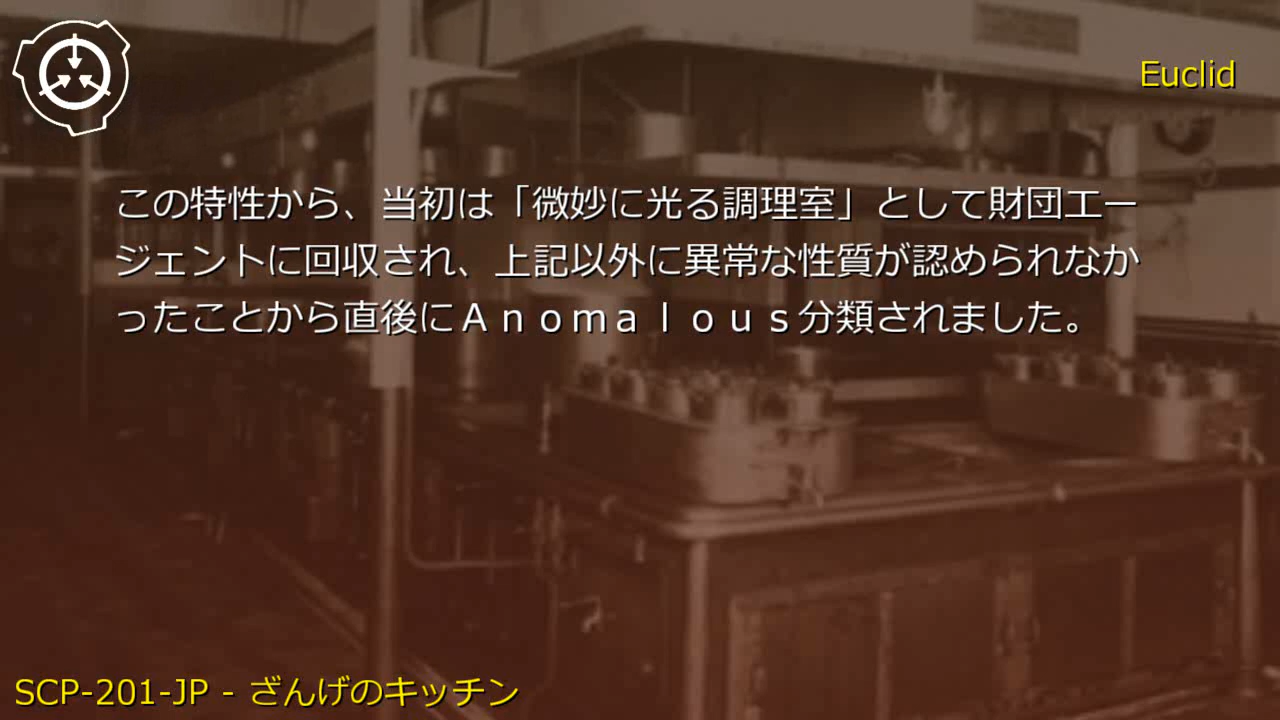 Euclid
この特性から、当初は「微妙に光る調理室」として財団エー
ジェントに回収され、上記以外に異常な性質が認められなか
ったことから直後にＡｎｏｍａｌｏｕｓ分類されました。
SCP-201-JP - ざんげのキッチン